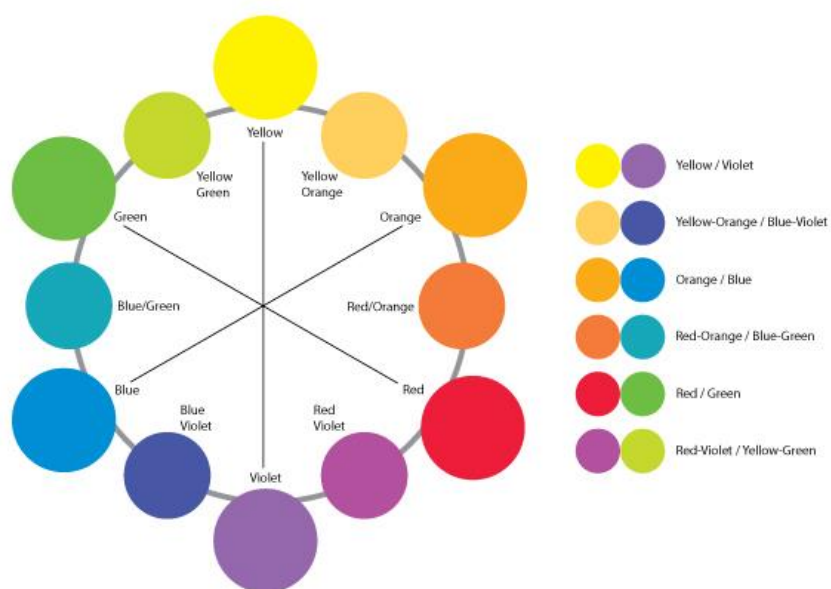 Yellow
Yellow
Green
Yellow
Orange
Green
Orange
Blue/Green
Red/Orange
Blue
Red
Blue
Violet
Red
Violet
Violet
Yellow / Violet
Yellow-Orange / Blue-Violet
Orange / Blue
Red-Orange / Blue-Green
Red / Green
Red-Violet / Yellow-Green